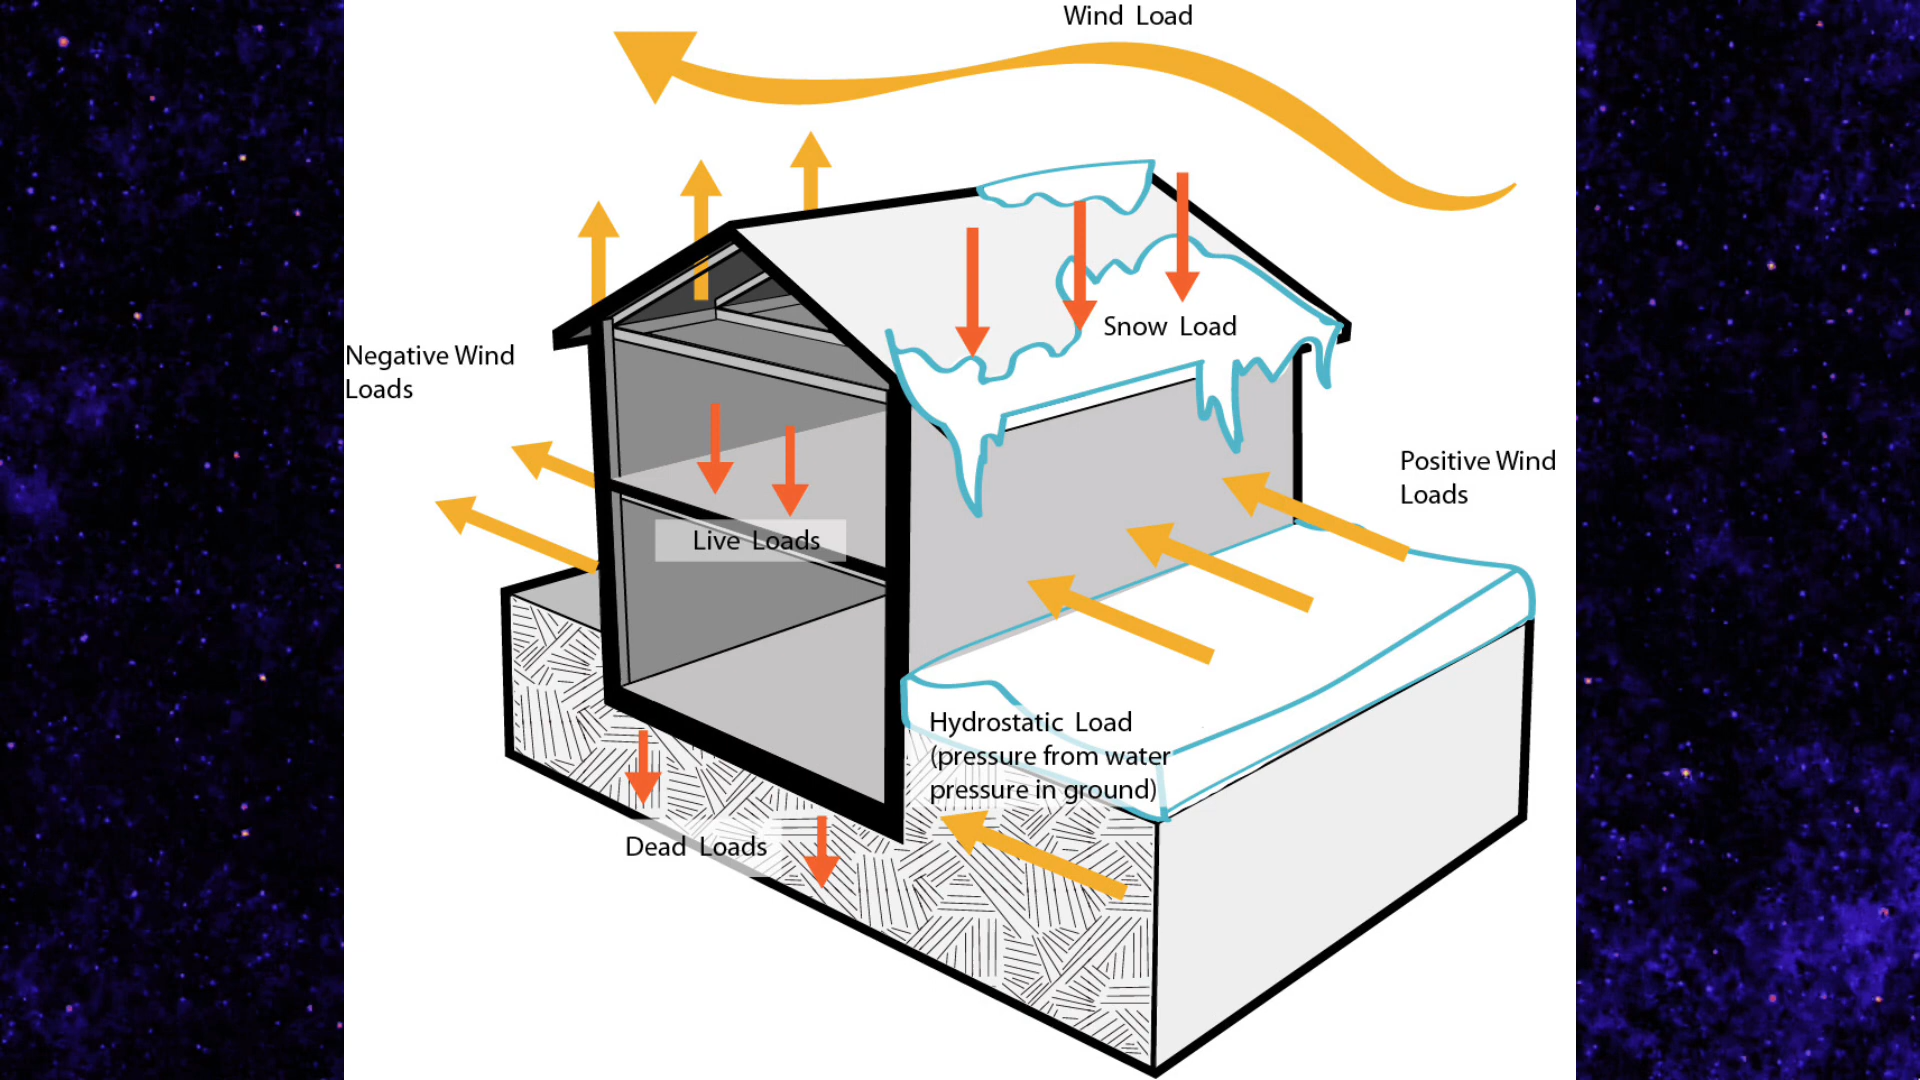 Wind Load
Negative Wind
Loads
Snow Load
Positive Wind
Loads
Live Loads
Hydrostatic Load
(pressure from water
pressure in ground)
Dead Loads